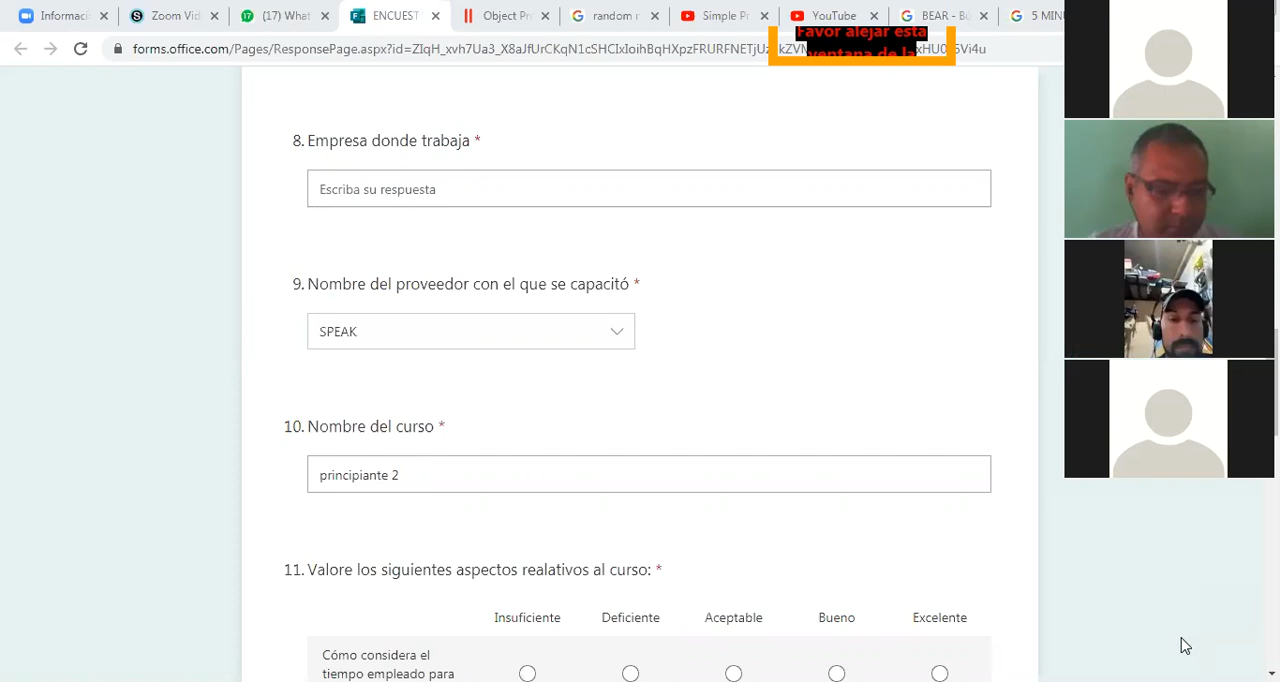 Informaci
Zoom Vid
(17) What
ENCUEST
Object Pr
random r
Simple P
YouTube
BEAR - B
5 MINU
forms.office.com/Pages/ResponsePage.aspx?id=ZIqH_xvh7Ua3_X8aJfUrCKqN1cSHCIxIoihBqHXpzFRURFNETjUz
Favor alejar esta
ventana de la
8. Empresa donde trabaja *
Escriba su respuesta
9. Nombre del proveedor con el que se capacitó *
SPEAK
10. Nombre del curso *
principiante 2
11. Valore los siguientes aspectos realativos al curso: *
Insuficiente Deficiente Aceptable Bueno Excelente
Cómo considera el
tiempo empleado para